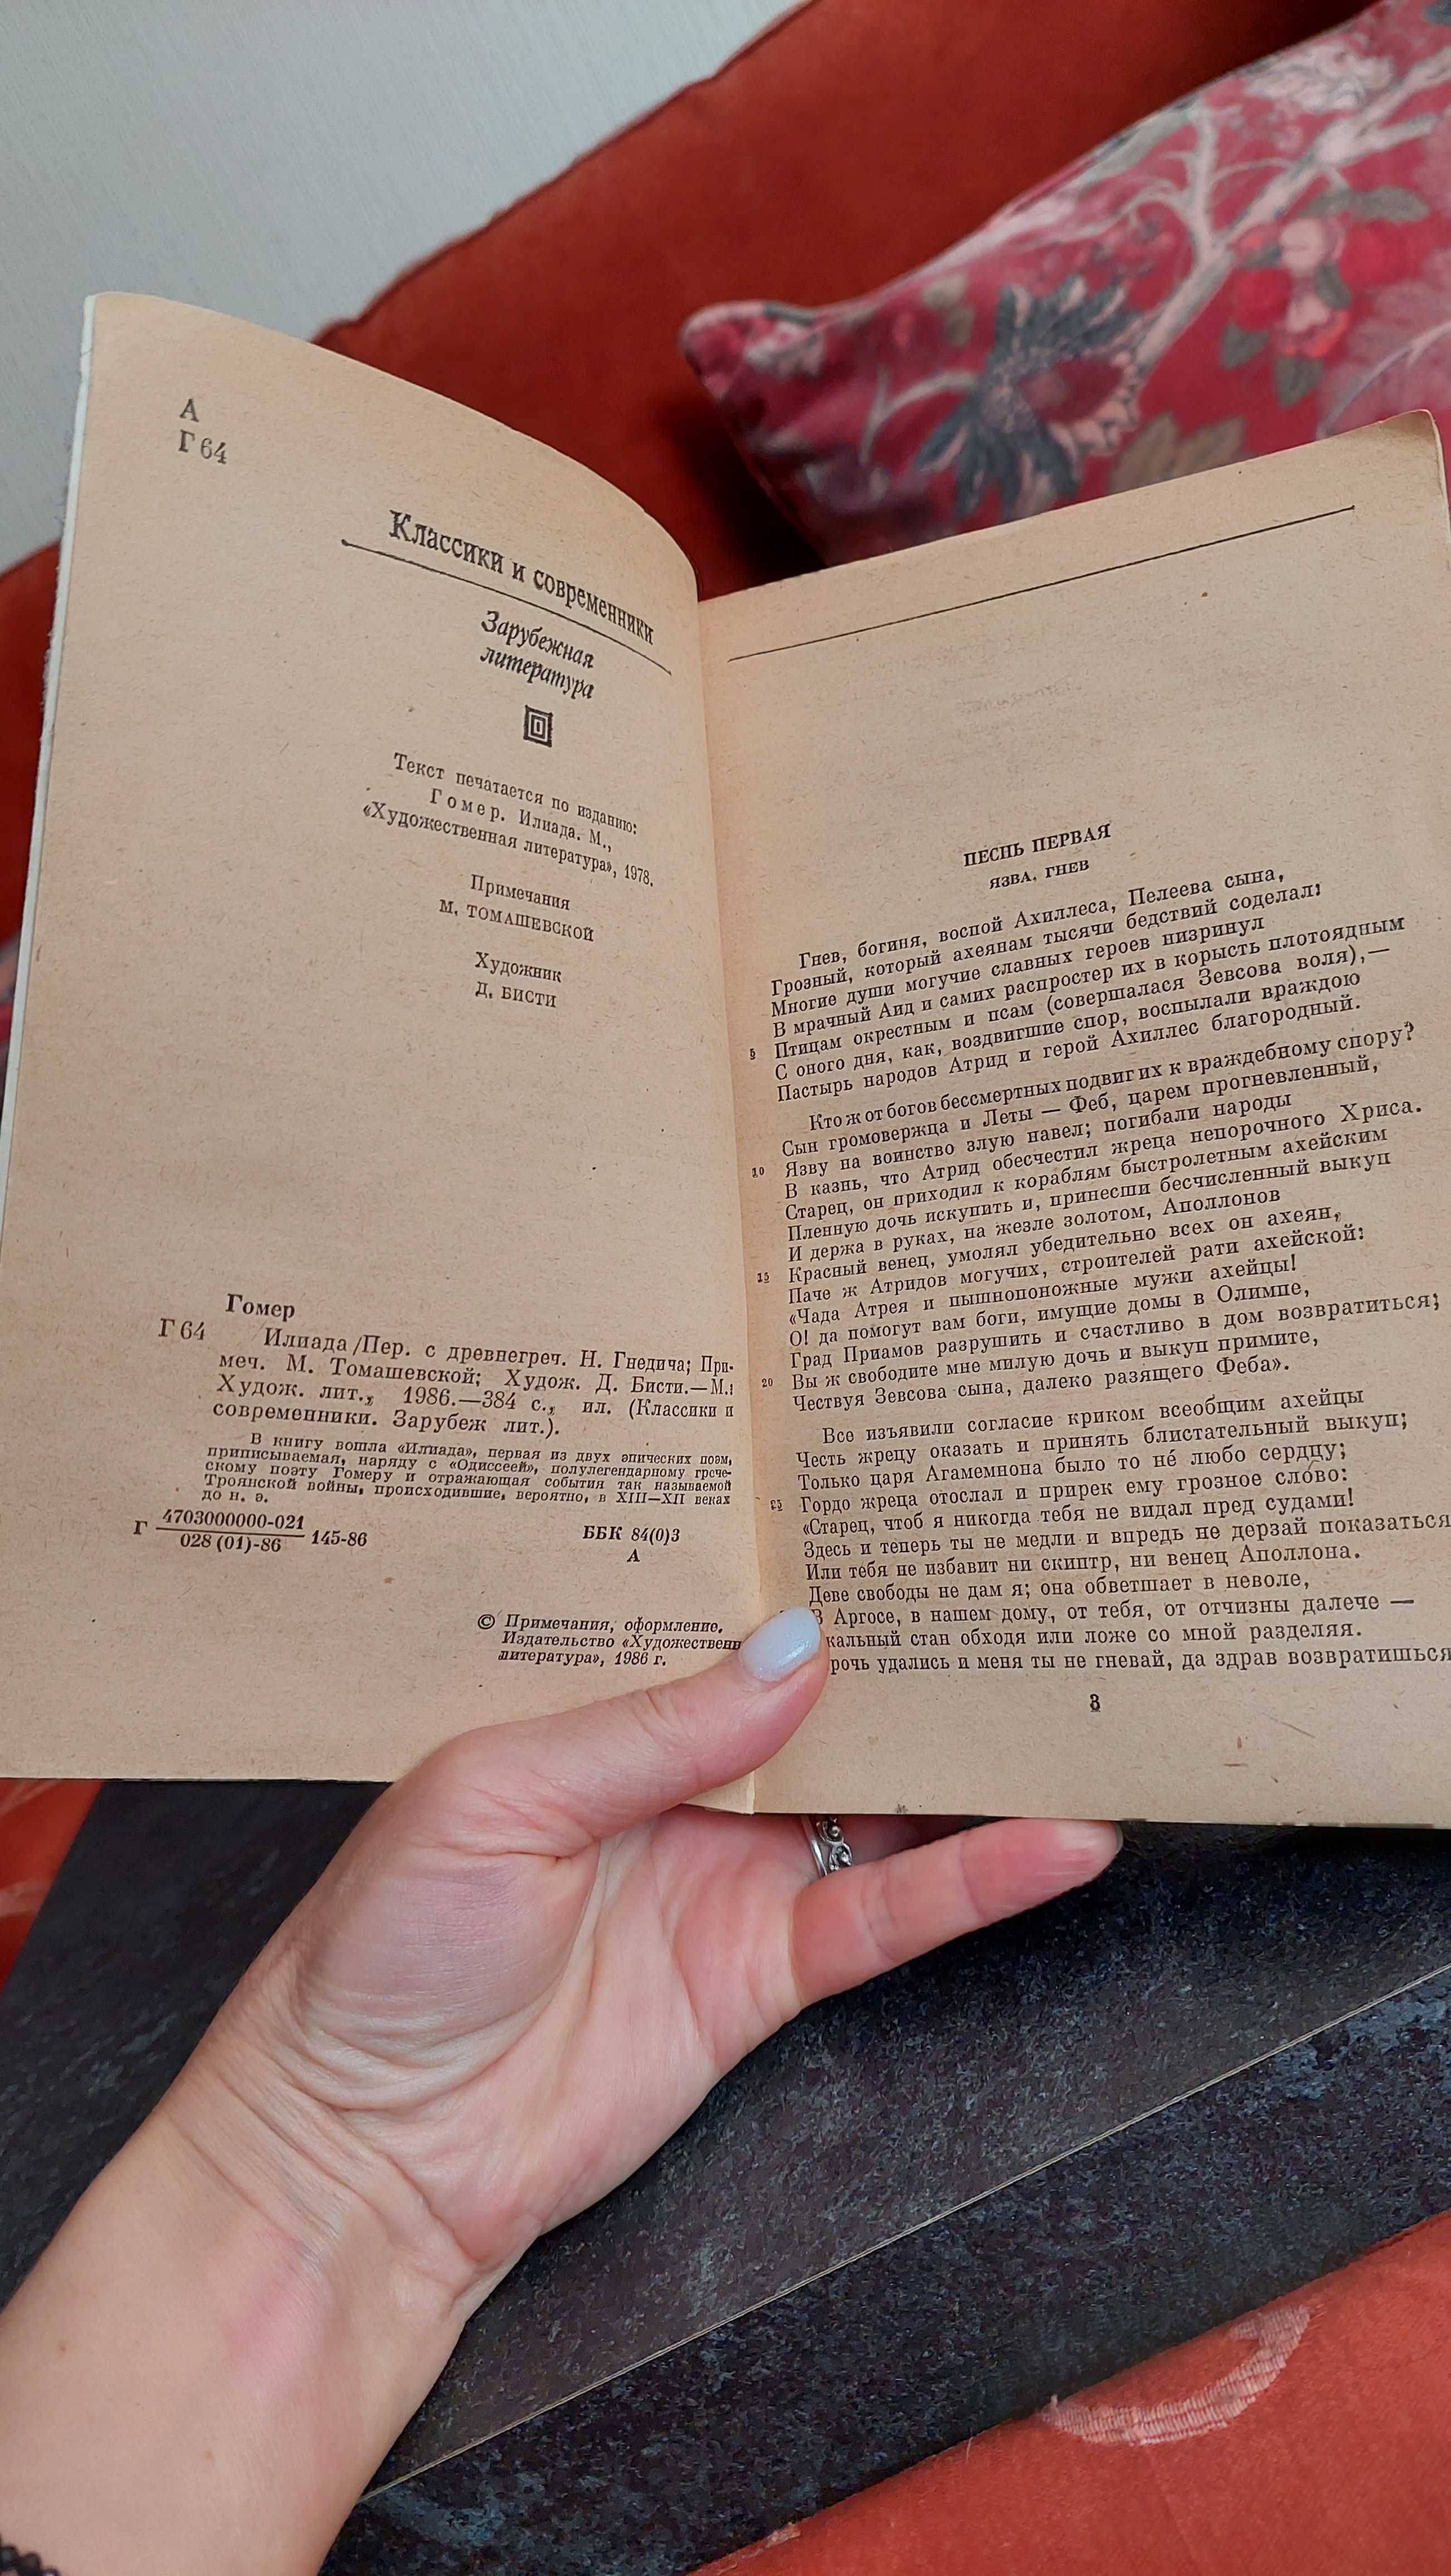 А
Г 64
Классики и современники
Зарубежная
литература
Текст печатается по изданию:
Гомер. Илиада. М.,
«Художественная литература», 1978.
Примечания
М. ТОМАШЕВСКОЙ
Художник
Д. БИСТИ
Гомер
Г 64 Илиада /Пер. с древнегреч. Н. Гнедича; При-
меч. М. Томашевской; Худож. Д. Бисти.—М.:
Худож. лит., 1986.—384 с., ил. (Классики и
современники. Зарубеж лит.).
В книгу вошла «Илиада», первая из двух эпических поэм,
приписываемая, наряду с «Одиссеей», полулегендарному грече-
скому поэту Гомеру и отражающая события так называемой
Троянской войны, происходившие, вероятно, в XIII—XII веках
до н. э.
Г 4703000000-021
028 (01)-86 145-86
ББК 84(0)3
А
© Примечания, оформление.
Издательство «Художественн
литература», 1986 г.
ПЕСНЬ ПЕРВАЯ
ЯЗВА. ГНЕВ
Гнев, богиня, воспой Ахиллеса, Пелеева сына,
Грозный, который ахеянам тысячи бедствий соделал:
Многие души могучие славных героев низринул
В мрачный Аид и самих распростер их в корысть плотоядным
5 Птицам окрестным и псам (совершалася Зевсова воля),—
С оного дня, как, воздвигшие спор, воспылали враждою
Пастырь народов Атрид и герой Ахиллес благородный.
Кто ж от богов бессмертных подвиг их к враждебному спору?
Сын громовержца и Леты — Феб, царем прогневленный,
10 Язву на воинство злую навел; погибали народы
В казнь, что Атрид обесчестил жреца непорочного Хриса.
Старец, он приходил к кораблям быстролетным ахейским
Пленную дочь искупить и, принесши бесчисленный выкуп
И держа в руках, на жезле золотом, Аполлонов
15 Красный венец, умолял убедительно всех он ахеян,
Паче ж Атридов могучих, строителей рати ахейской:
«Чада Атрея и пышнопоножные мужи ахейцы!
О! да помогут вам боги, имущие домы в Олимпе,
Град Приамов разрушить и счастливо в дом возвратиться;
20 Вы ж свободите мне милую дочь и выкуп примите,
Чествуя Зевсова сына, далеко разящего Феба».
Все изъявили согласие криком всеобщим ахейцы
Честь жрецу оказать и принять блистательный выкуп;
Только царя Агамемнона было то не́ любо сердцу;
25 Гордо жреца отослал и прирек ему грозное сло́во:
«Старец, чтоб я никогда тебя не видал пред судами!
Здесь и теперь ты не медли и впредь не дерзай показаться
Или тебя не избавит ни скиптр, ни венец Аполлона.
Деве свободы не дам я; она обветшает в неволе,
В Аргосе, в нашем дому, от тебя, от отчизны далече —
кальный стан обходя или ложе со мной разделяя.
рочь удались и меня ты не гневай, да здрав возвратишься
3